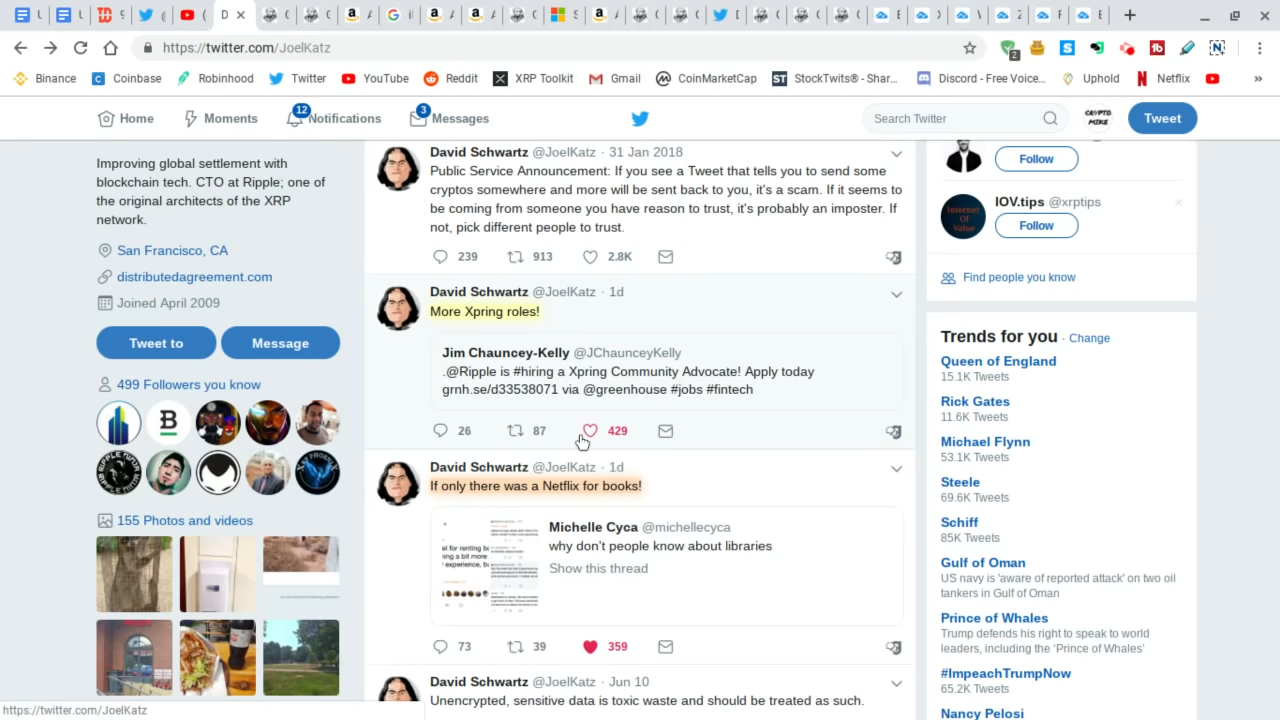 https://twitter.com/JoelKatz
2
Binance
Coinbase
Robinhood
Twitter
YouTube
Reddit
XRP Toolkit
Gmail
CoinMarketCap
StockTwits® - Shar...
Discord - Free Voice...
Uphold
Netflix
»
Home
Moments
12
Notifications
3
Messages
Search Twitter
CRYPTO
MIKE
Tweet
Improving global settlement with
blockchain tech. CTO at Ripple; one of
the original architects of the XRP
network.
San Francisco, CA
distributedagreement.com
Joined April 2009
Tweet to
Message
499 Followers you know
155 Photos and videos
David Schwartz @JoelKatz · 31 Jan 2018
Public Service Announcement: If you see a Tweet that tells you to send some
cryptos somewhere and more will be sent back to you, it's a scam. If it seems to
be coming from someone you have reason to trust, it's probably an imposter. If
not, pick different people to trust.
239
913
2.8K
David Schwartz @JoelKatz · 1d
More Xpring roles!
Jim Chauncey-Kelly @JChaunceyKelly
.@Ripple is #hiring a Xpring Community Advocate! Apply today
grnh.se/d33538071 via @greenhouse #jobs #fintech
26
87
429
David Schwartz @JoelKatz · 1d
If only there was a Netflix for books!
Michelle Cyca @michellecyca
why don't people know about libraries
Show this thread
73
39
359
David Schwartz @JoelKatz · Jun 10
Unencrypted, sensitive data is toxic waste and should be treated as such.
Follow
IOV.tips @xrptips
Internet
Of
Value
Follow
Find people you know
Trends for you · Change
Queen of England
15.1K Tweets
Rick Gates
11.6K Tweets
Michael Flynn
53.1K Tweets
Steele
69.6K Tweets
Schiff
85K Tweets
Gulf of Oman
US navy is 'aware of reported attack' on two oil
tankers in Gulf of Oman
Prince of Whales
Trump defends his right to speak to world
leaders, including the 'Prince of Whales'
#ImpeachTrumpNow
65.2K Tweets
Nancy Pelosi
https://twitter.com/JoelKatz